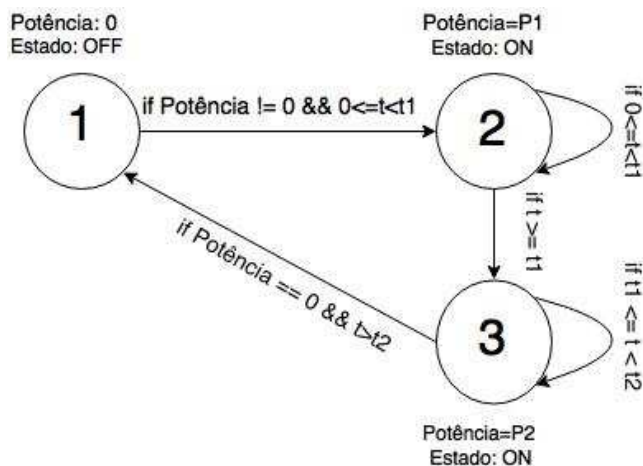 Potência: 0
Estado: OFF
Potência=P1
Estado: ON
1
if Potência != 0 && 0<=t<t1
2
if 0<=t<t1
if t >= t1
if Potência == 0 && t>t2
3
if t1 <= t < t2
Potência=P2
Estado: ON